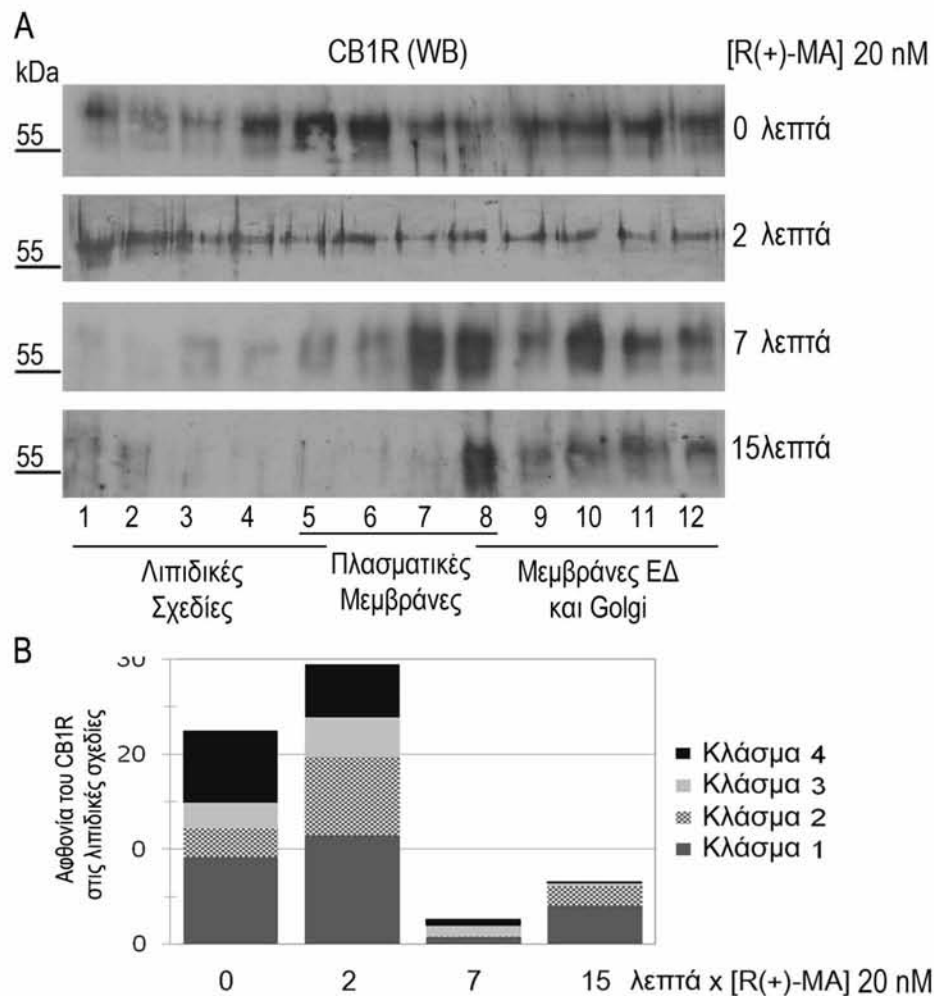 A
CB1R (WB)
[R(+)-MA] 20 nM
kDa
55
0 λεπτά
55
2 λεπτά
55
7 λεπτά
55
15λεπτά
1 2 3 4 5 6 7 8 9 10 11 12
Λιπιδικές
Σχεδίες
Πλασματικές
Μεμβράνες
Μεμβράνες ΕΔ
και Golgi
B
Αφθονία του CB1R
στις λιπιδικές σχεδίες
30
20
0
0
Κλάσμα 4
Κλάσμα 3
Κλάσμα 2
Κλάσμα 1
0 2 7 15 λεπτά x [R(+)-MA] 20 nM